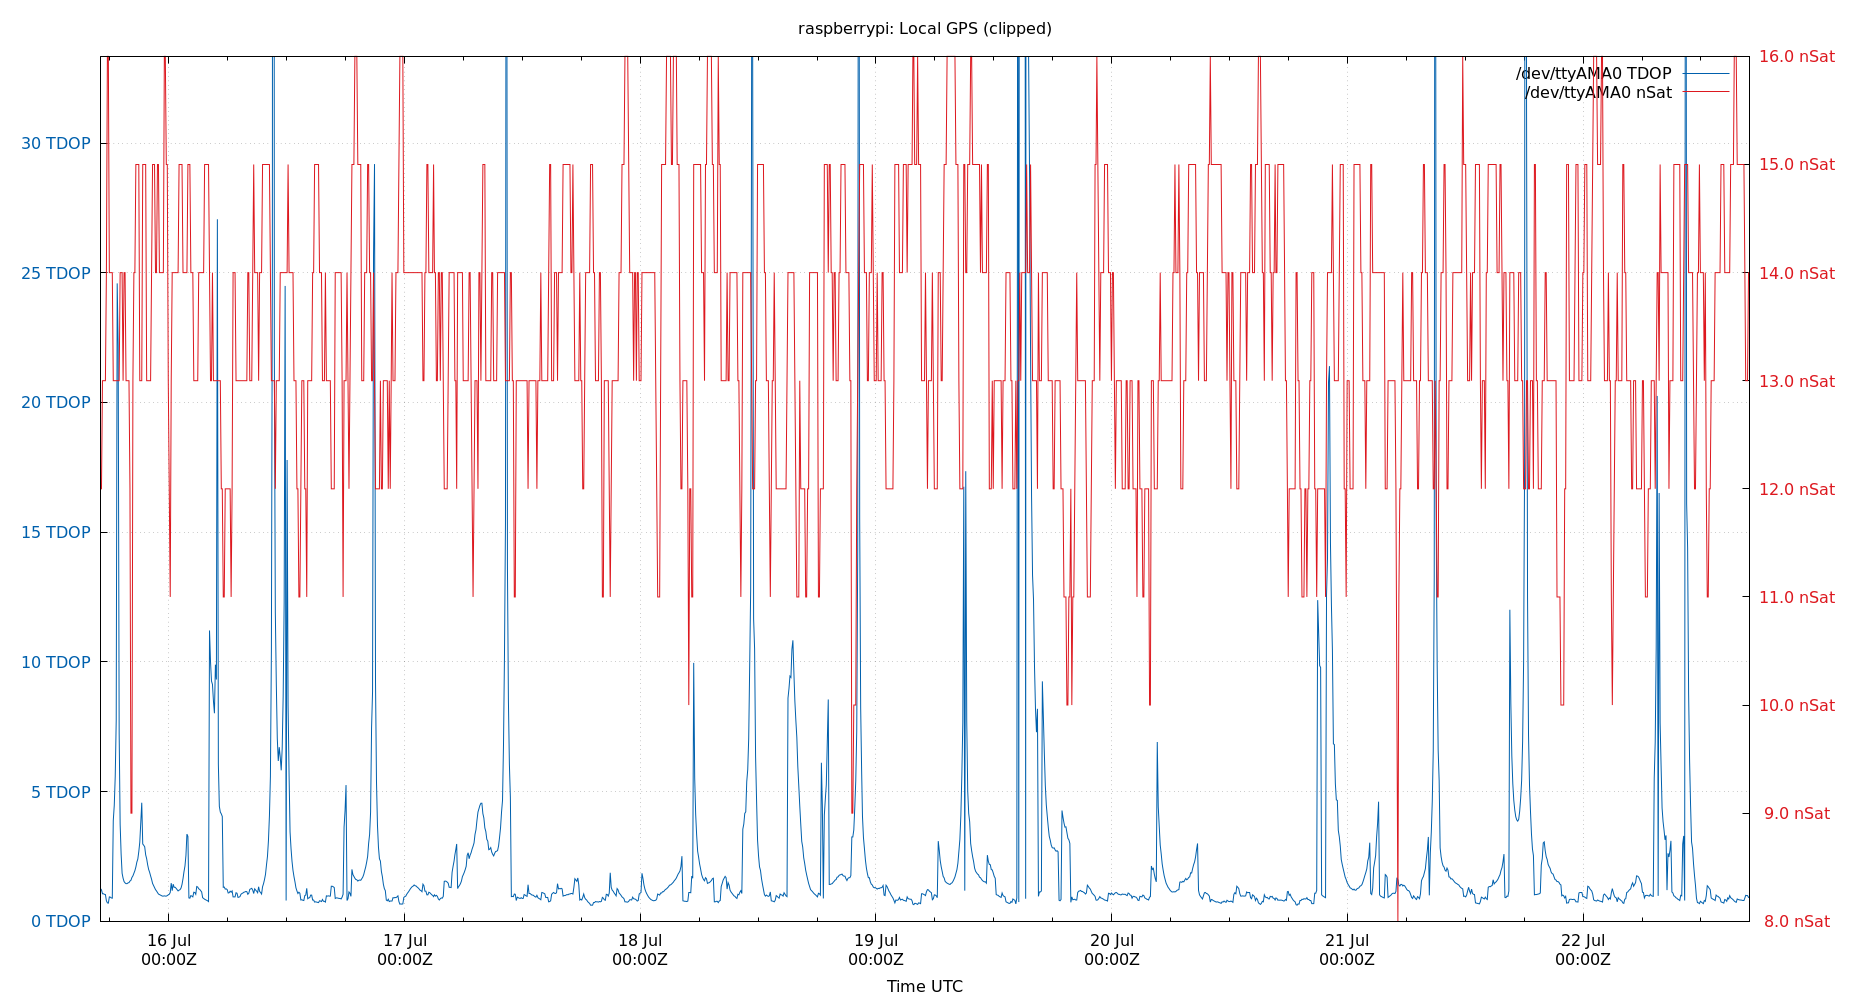 raspberrypi: Local GPS (clipped)
/dev/ttyAMA0 TDOP
/dev/ttyAMA0 nSat
30 TDOP
25 TDOP
20 TDOP
15 TDOP
10 TDOP
5 TDOP
0 TDOP
16.0 nSat
15.0 nSat
14.0 nSat
13.0 nSat
12.0 nSat
11.0 nSat
10.0 nSat
9.0 nSat
8.0 nSat
16 Jul
00:00Z
17 Jul
00:00Z
18 Jul
00:00Z
19 Jul
00:00Z
20 Jul
00:00Z
21 Jul
00:00Z
22 Jul
00:00Z
Time UTC